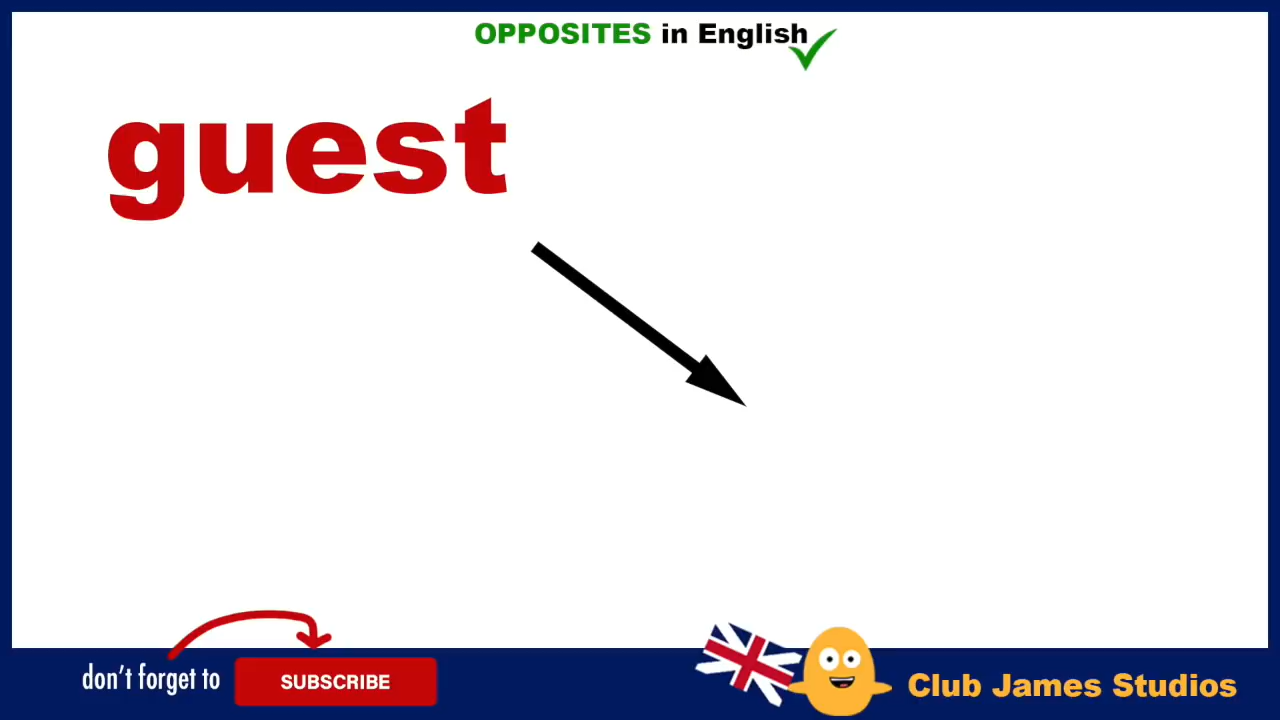 OPPOSITES in English
guest
don't forget to
SUBSCRIBE
Club James Studios